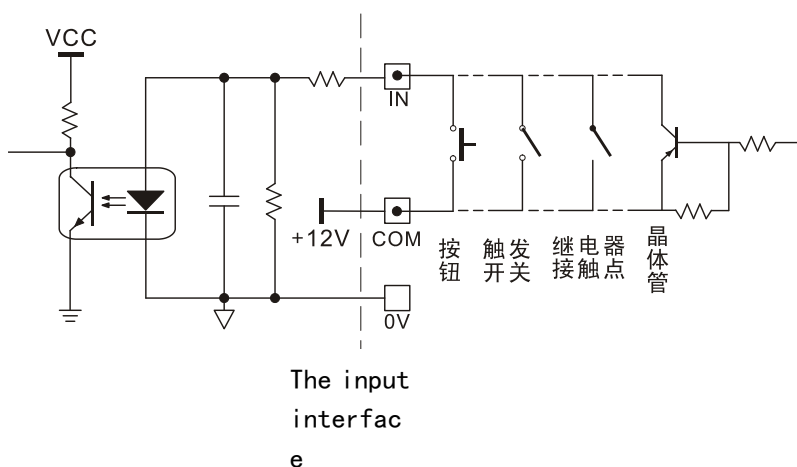 VCC
IN
+12V
COM
按钮
触发开关
继电器接触点
晶体管
0V
The input
interfac
e